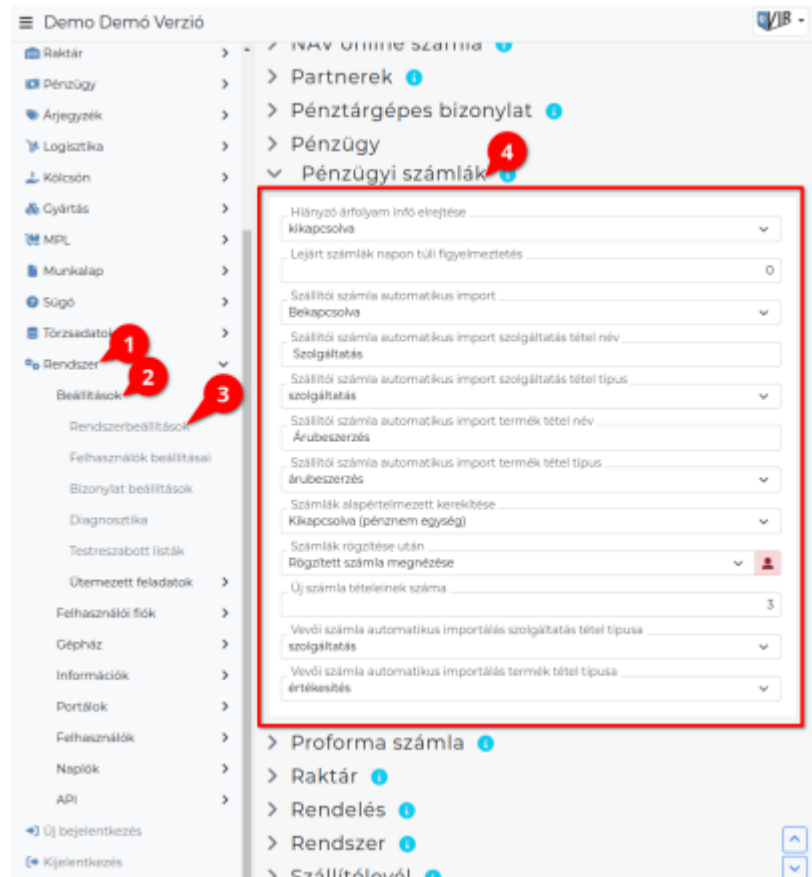 Demo Demó Verzió
VIR
Raktár
Pénzügy
Árjegyzék
Logisztika
Kölcsön
Gyártás
MPL
Munkalap
Súgó
Törzsadatok
1
Rendszer
2
Beállítások
3
Rendszerbeállítások
Felhasználók beállításai
Bizonylat beállítások
Diagnosztika
Testreszabott listák
Ütemezett feladatok
Felhasználói fiók
Gépház
Információk
Portálok
Felhasználók
Naplók
API
Új bejelentkezés
Kijelentkezés
NAV online számla
Partnerek
Pénztárgépes bizonylat
Pénzügy
4
Pénzügyi számlák
Hiányzó árfolyam infó elrejtése
kikapcsolva
Lejárt számlák napon túli figyelmeztetés
0
Szállítói számla automatikus import
Bekapcsolva
Szállítói számla automatikus import szolgáltatás tétel név
Szolgáltatás
Szállítói számla automatikus import szolgáltatás tétel típus
szolgáltatás
Szállítói számla automatikus import termék tétel név
Árubeszerzés
Szállítói számla automatikus import termék tétel típus
árubeszerzés
Számlák alapértelmezett kerekítése
Kikapcsolva (pénznem egység)
Számlák rögzítése után
Rögzített számla megnézése
Új számla tételeinek száma
3
Vevői számla automatikus importálás szolgáltatás tétel típusa
szolgáltatás
Vevői számla automatikus importálás termék tétel típusa
értékesítés
Proforma számla
Raktár
Rendelés
Rendszer
Szállítólevél